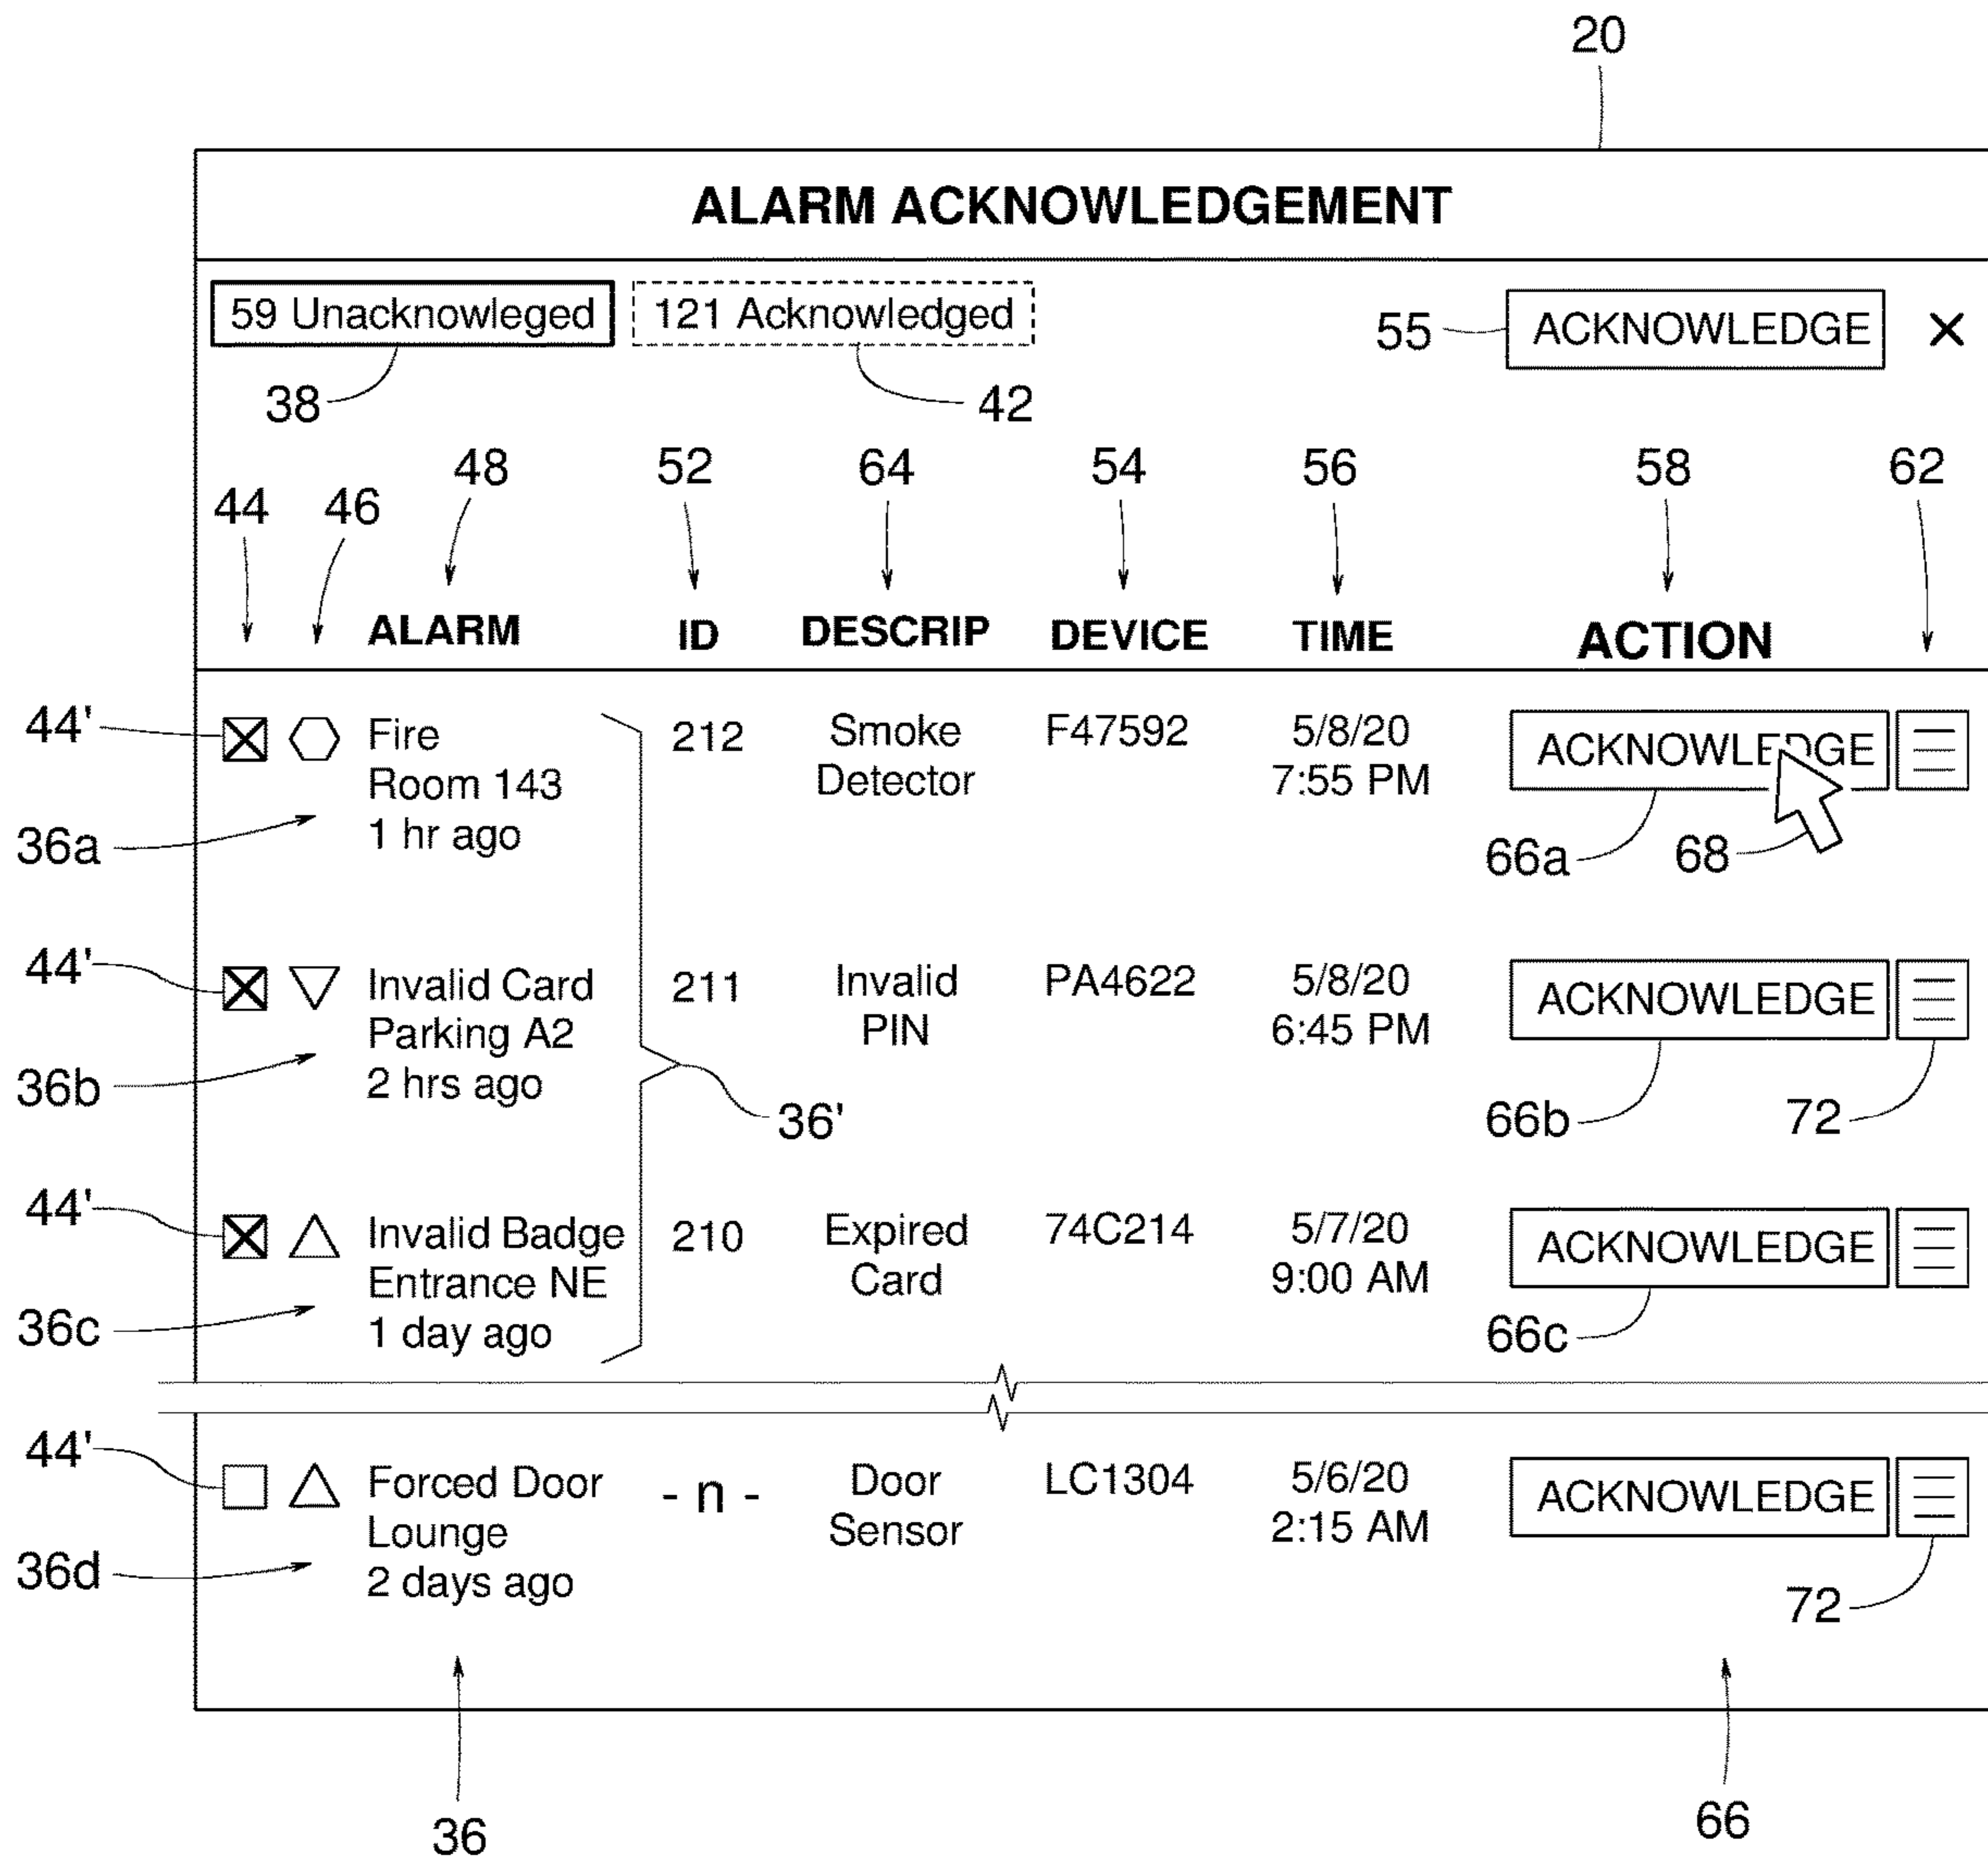 20
ALARM ACKNOWLEDGEMENT
59 Unacknowleged 121 Acknowledged 55 ACKNOWLEDGE X
38 42
44 46 48 52 64 54 56 58 62
ALARM ID DESCRIP DEVICE TIME ACTION
44' Fire 212 Smoke F47592 5/8/20 ACKNOWLEDGE
Room 143 Detector 7:55 PM
36a 1 hr ago 66a 68
44' Invalid Card 211 Invalid PA4622 5/8/20 ACKNOWLEDGE
Parking A2 PIN 6:45 PM
36b 2 hrs ago 36' 66b 72
44' Invalid Badge 210 Expired 74C214 5/7/20 ACKNOWLEDGE
Entrance NE Card 9:00 AM
36c 1 day ago 66c
44' Forced Door - n - Door LC1304 5/6/20 ACKNOWLEDGE
Lounge Sensor 2:15 AM
36d 2 days ago 72
36 66